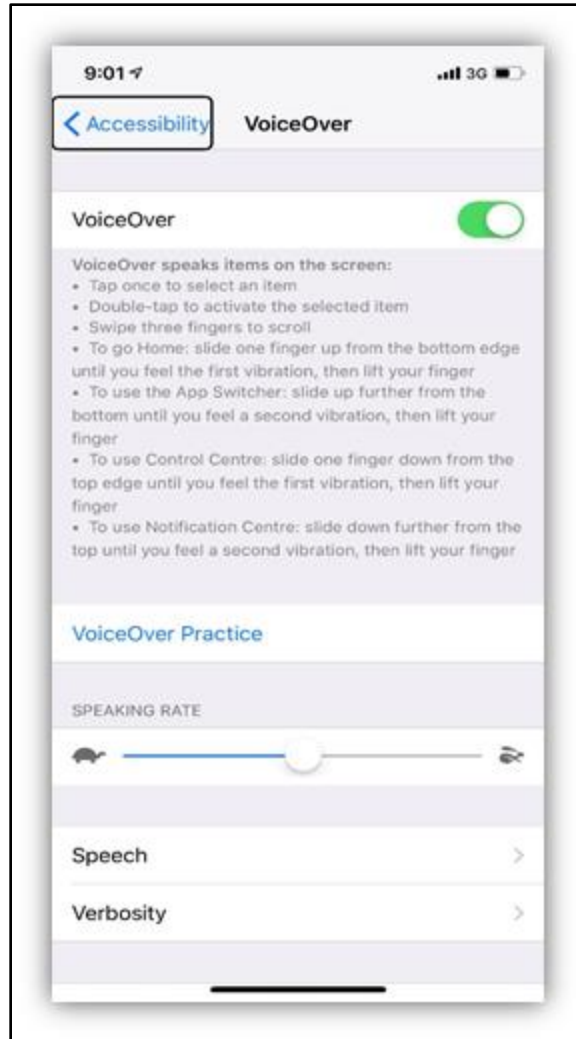 9:01
3G
Accessibility VoiceOver
VoiceOver
VoiceOver speaks items on the screen:
• Tap once to select an item
• Double-tap to activate the selected item
• Swipe three fingers to scroll
• To go Home: slide one finger up from the bottom edge
until you feel the first vibration, then lift your finger
• To use the App Switcher: slide up further from the
bottom until you feel a second vibration, then lift your
finger
• To use Control Centre: slide one finger down from the
top edge until you feel the first vibration, then lift your
finger
• To use Notification Centre: slide down further from the
top until you feel a second vibration, then lift your finger
VoiceOver Practice
SPEAKING RATE
Speech
Verbosity